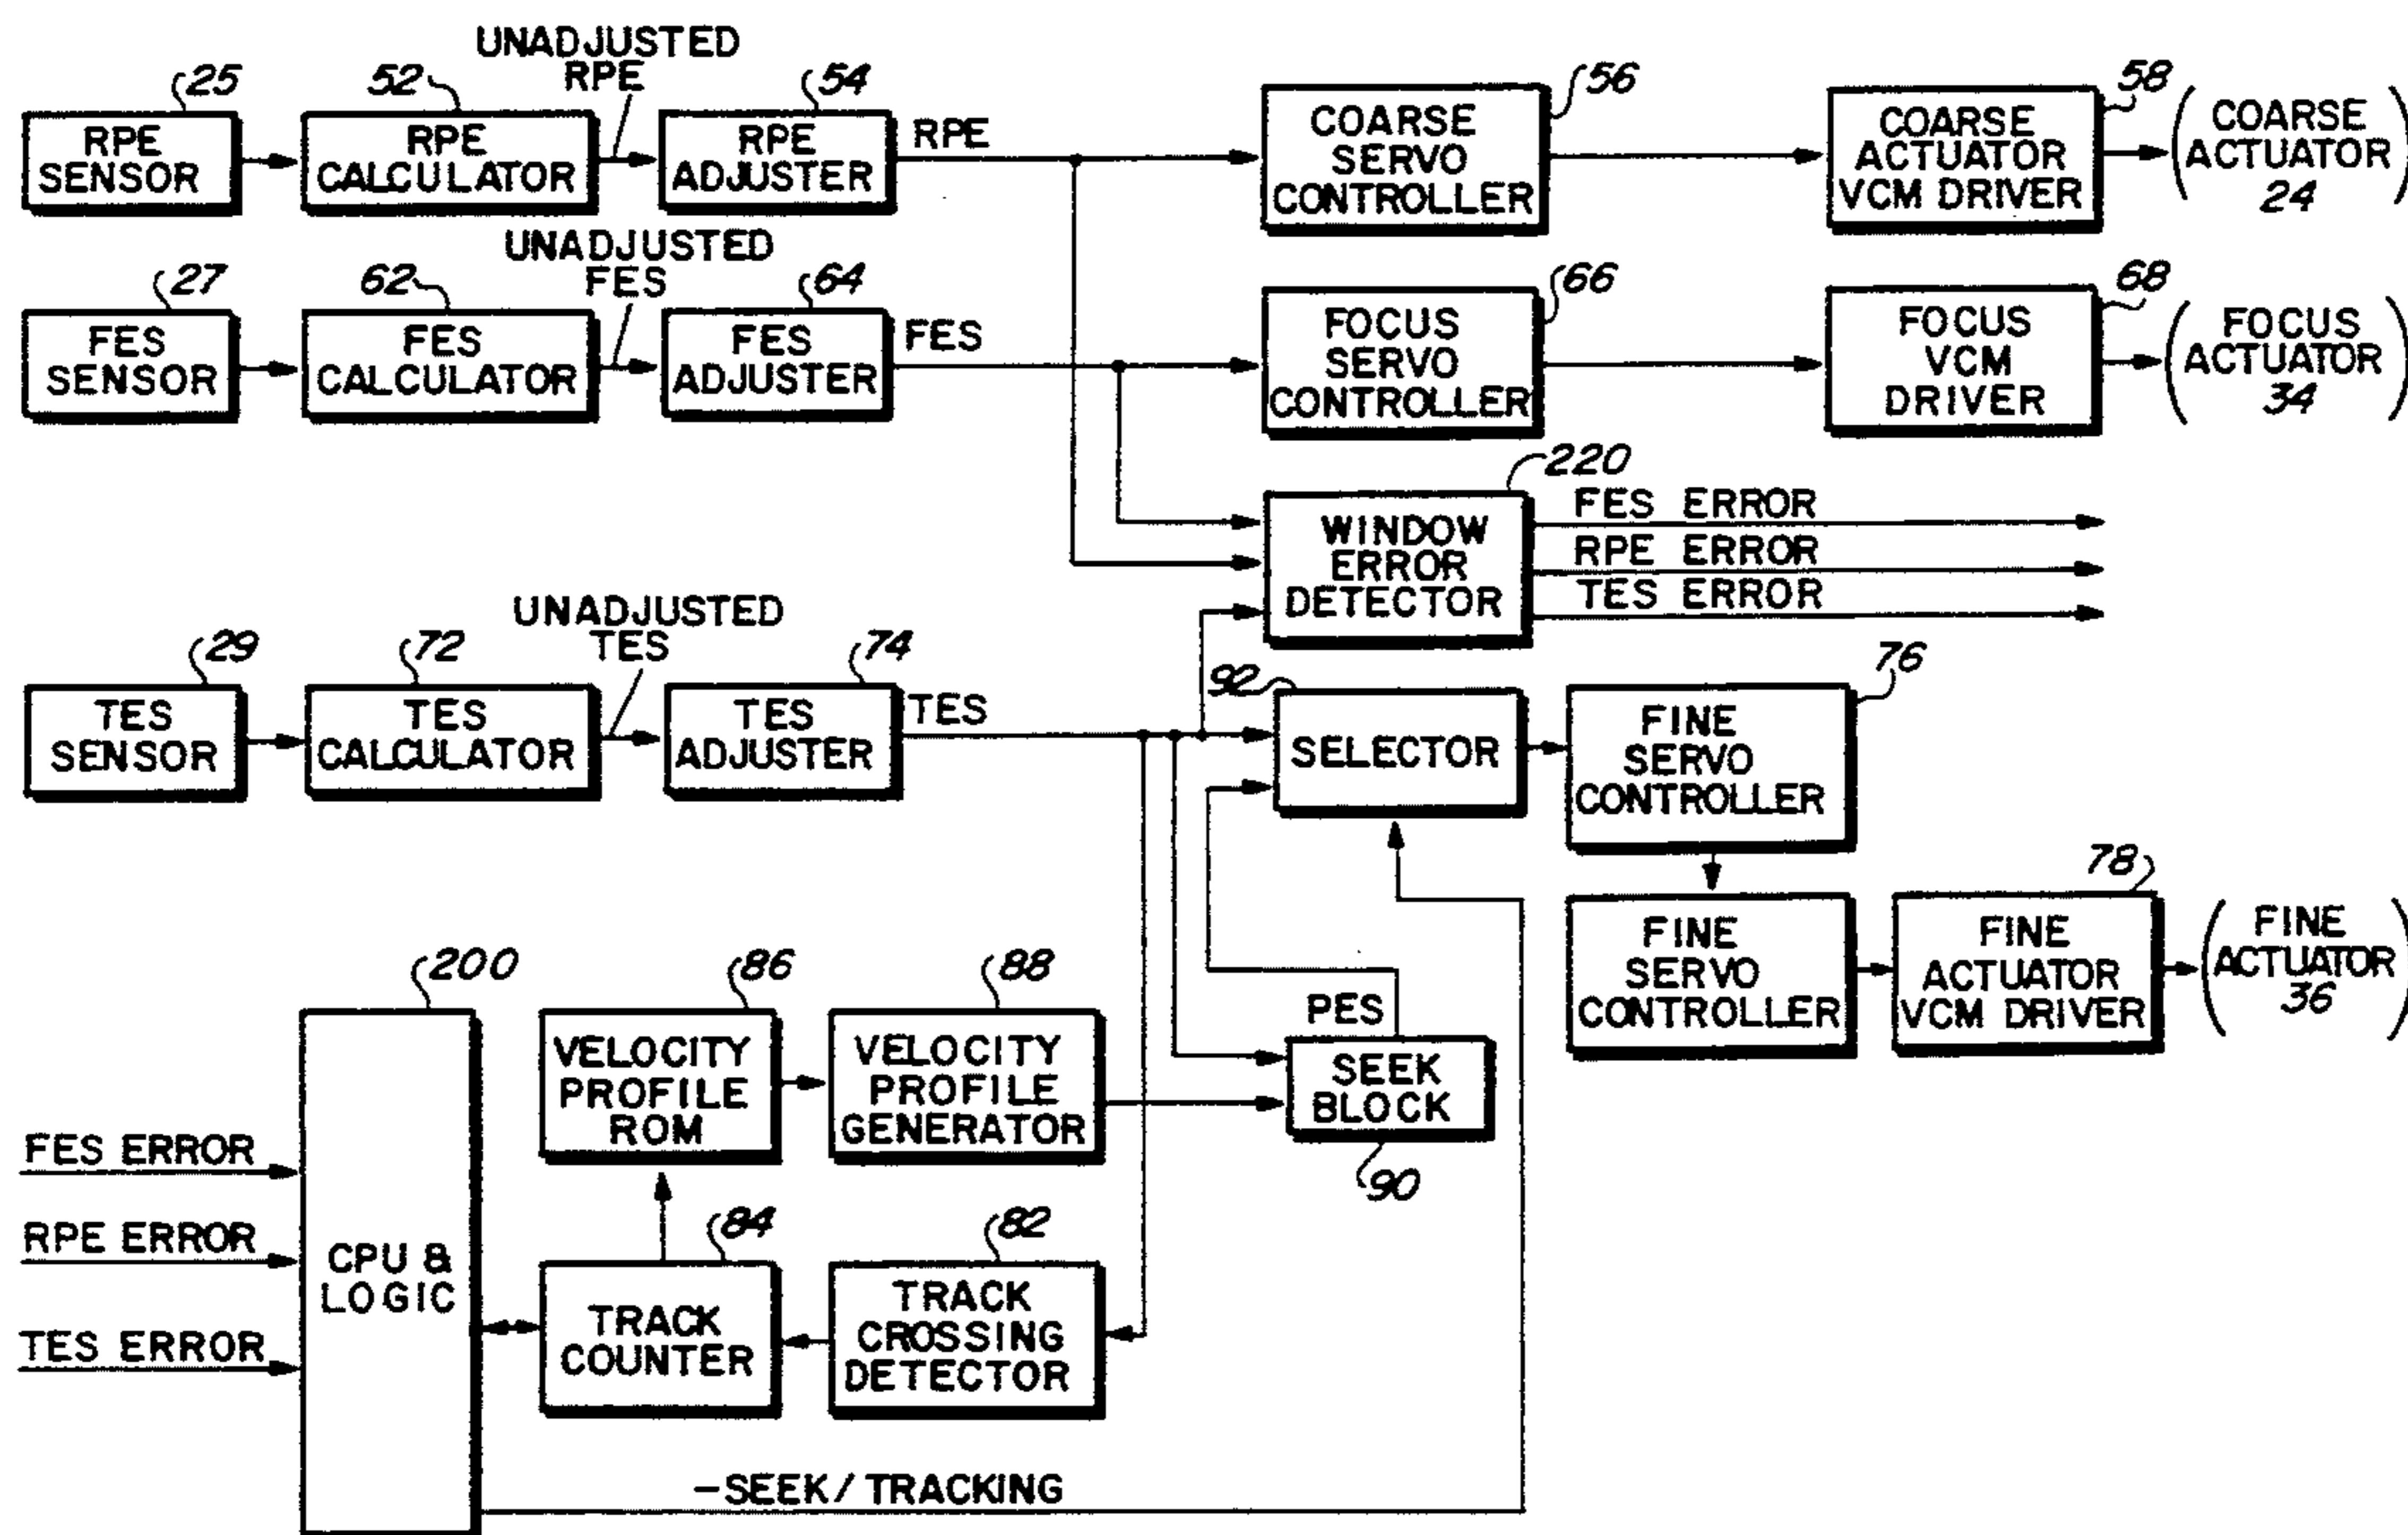 UNADJUSTED
RPE
25
52
54
56
58
RPE
SENSOR
RPE
CALCULATOR
RPE
ADJUSTER
RPE
COARSE
SERVO
CONTROLLER
COARSE
ACTUATOR
VCM DRIVER
(COARSE
ACTUATOR
24)
UNADJUSTED
FES
27
62
64
66
68
FES
SENSOR
FES
CALCULATOR
FES
ADJUSTER
FES
FOCUS
SERVO
CONTROLLER
FOCUS
VCM
DRIVER
(FOCUS
ACTUATOR
34)
220
WINDOW
ERROR
DETECTOR
FES ERROR
RPE ERROR
TES ERROR
UNADJUSTED
TES
29
72
74
92
76
TES
SENSOR
TES
CALCULATOR
TES
ADJUSTER
TES
SELECTOR
FINE
SERVO
CONTROLLER
78
FINE
SERVO
CONTROLLER
FINE
ACTUATOR
VCM DRIVER
(FINE
ACTUATOR
36)
200
86
88
PES
VELOCITY
PROFILE
ROM
VELOCITY
PROFILE
GENERATOR
SEEK
BLOCK
90
FES ERROR
RPE ERROR
TES ERROR
CPU &
LOGIC
84
82
TRACK
COUNTER
TRACK
CROSSING
DETECTOR
-SEEK/TRACKING